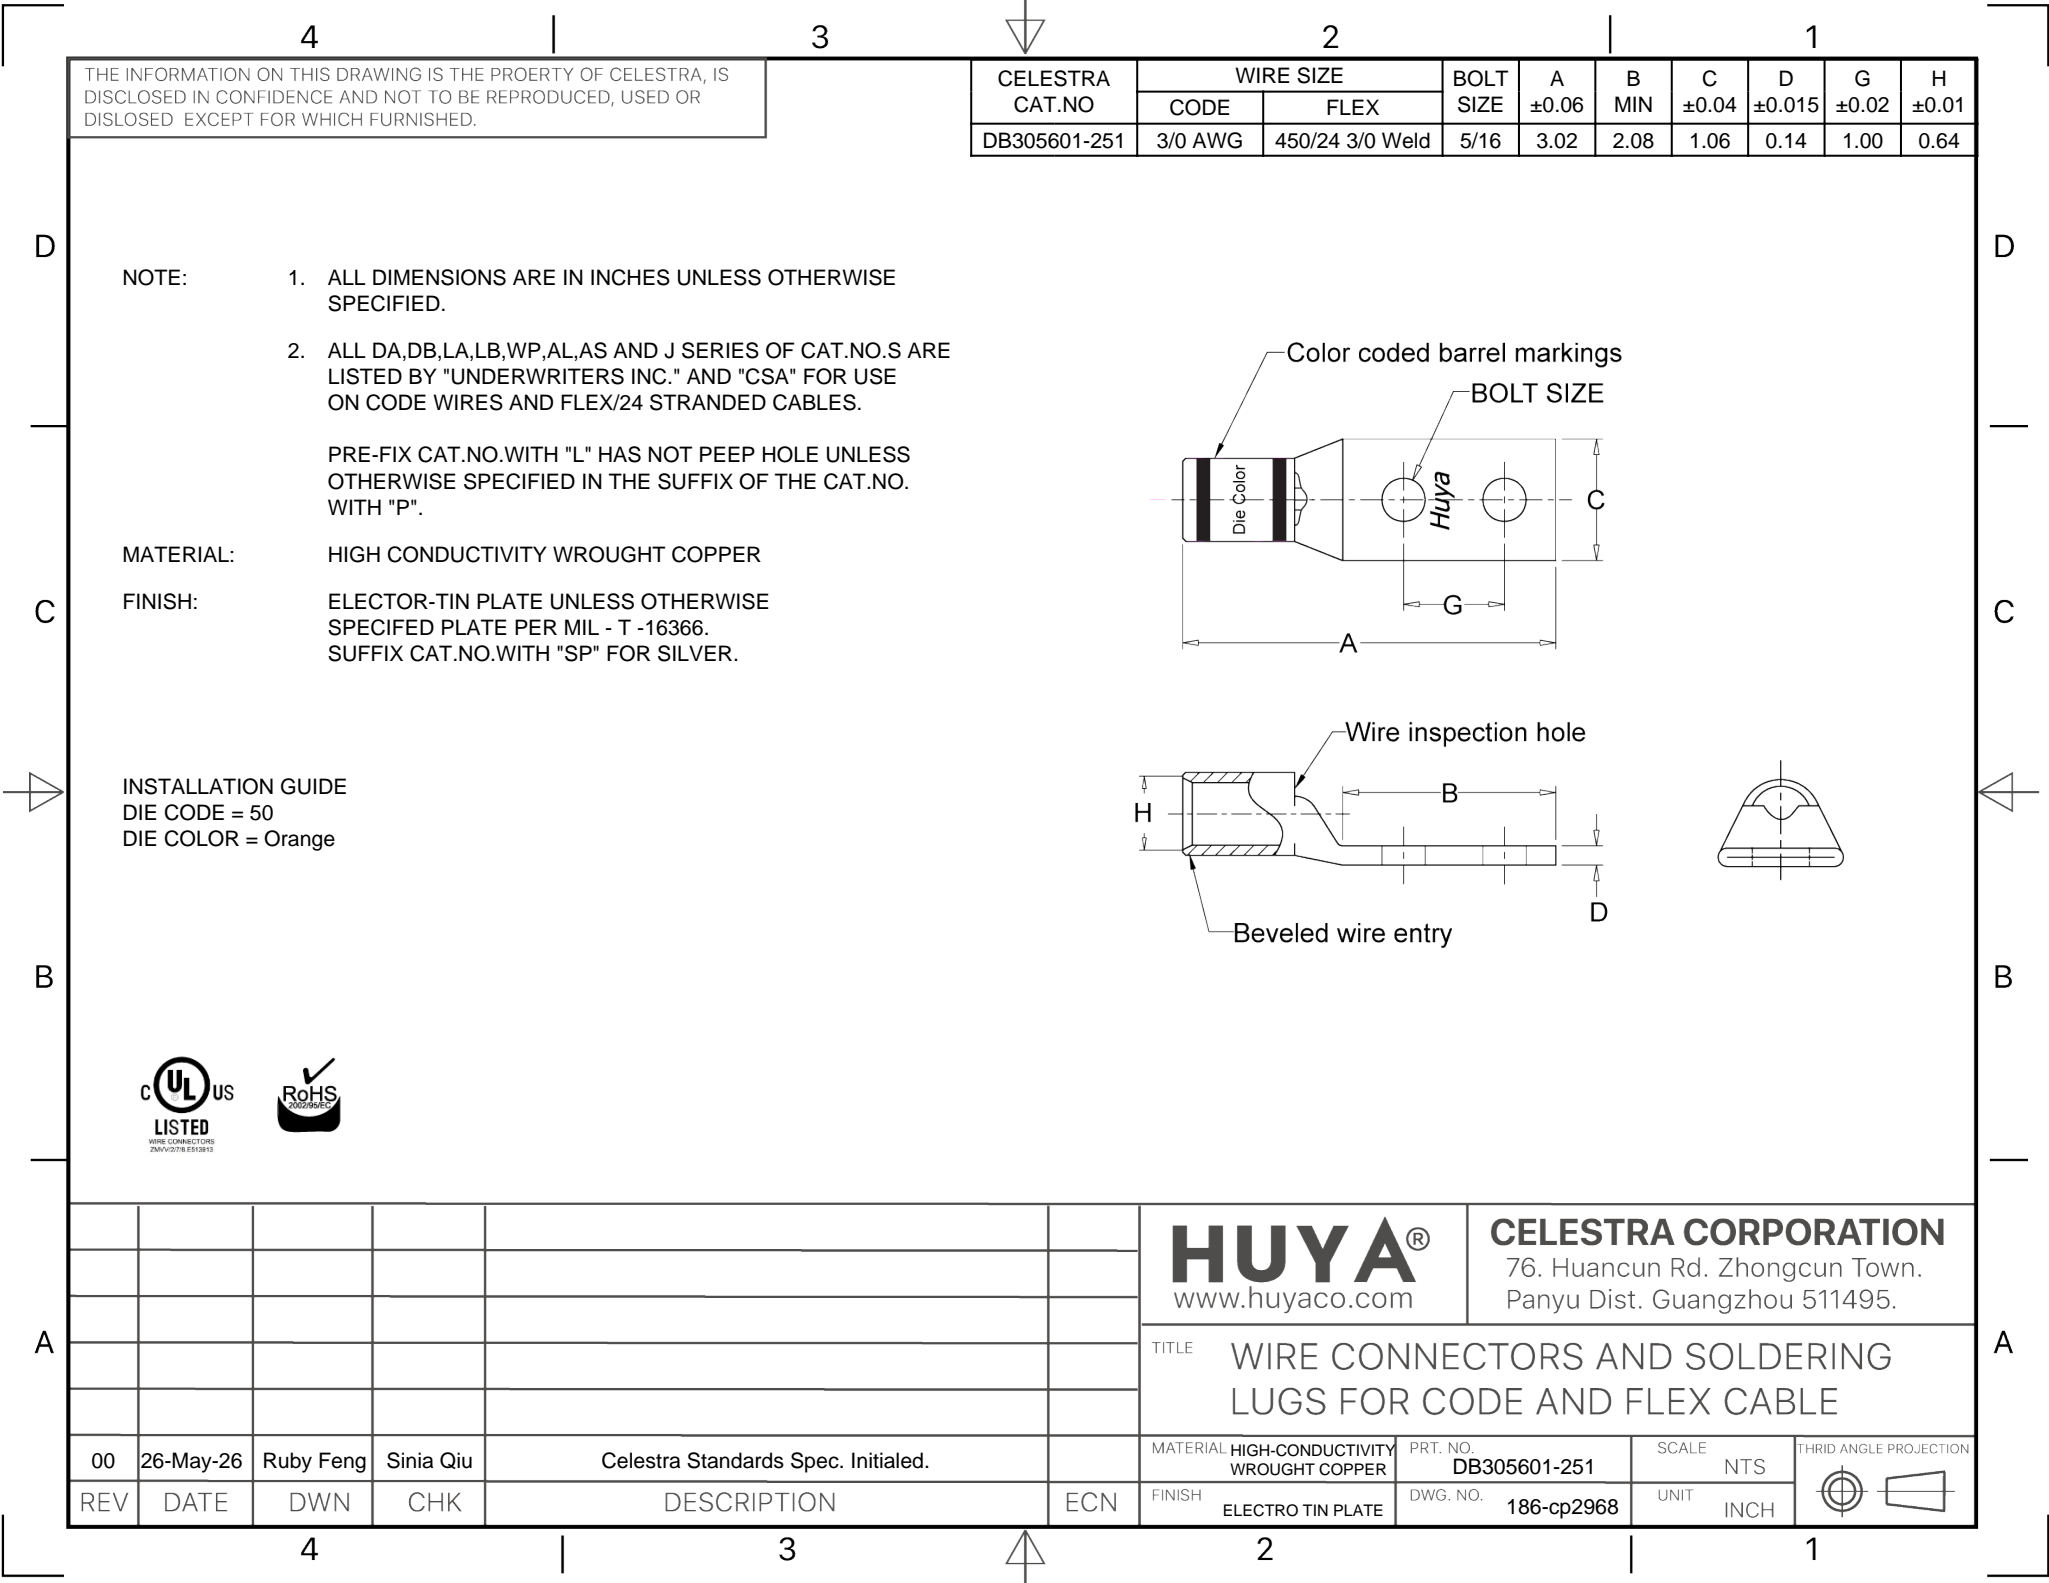 4 3 2 1
THE INFORMATION ON THIS DRAWING IS THE PROERTY OF CELESTRA, IS
DISCLOSED IN CONFIDENCE AND NOT TO BE REPRODUCED, USED OR
DISLOSED EXCEPT FOR WHICH FURNISHED.
CELESTRA CAT.NO WIRE SIZE BOLT SIZE A ±0.06 B MIN C ±0.04 D ±0.015 G ±0.02 H ±0.01
CODE FLEX
DB305601-251 3/0 AWG 450/24 3/0 Weld 5/16 3.02 2.08 1.06 0.14 1.00 0.64
D D
NOTE: 1. ALL DIMENSIONS ARE IN INCHES UNLESS OTHERWISE
SPECIFIED.
2. ALL DA,DB,LA,LB,WP,AL,AS AND J SERIES OF CAT.NO.S ARE
LISTED BY "UNDERWRITERS INC." AND "CSA" FOR USE
ON CODE WIRES AND FLEX/24 STRANDED CABLES.
PRE-FIX CAT.NO.WITH "L" HAS NOT PEEP HOLE UNLESS
OTHERWISE SPECIFIED IN THE SUFFIX OF THE CAT.NO.
WITH "P".
MATERIAL: HIGH CONDUCTIVITY WROUGHT COPPER
FINISH: ELECTOR-TIN PLATE UNLESS OTHERWISE
SPECIFED PLATE PER MIL - T -16366.
SUFFIX CAT.NO.WITH "SP" FOR SILVER.
Color coded barrel markings
BOLT SIZE
Die Color
Huya
C
G
A
C C
Wire inspection hole
B
H
D
Beveled wire entry
INSTALLATION GUIDE
DIE CODE = 50
DIE COLOR = Orange
B B
C UL US
®
LISTED
WIRE CONNECTORS
ZMVV/2/7/8.E513913
RoHS
2002/95/EC
HUYA®
www.huyaco.com
CELESTRA CORPORATION
76. Huancun Rd. Zhongcun Town.
Panyu Dist. Guangzhou 511495.
A A
TITLE WIRE CONNECTORS AND SOLDERING
LUGS FOR CODE AND FLEX CABLE
00 26-May-26 Ruby Feng Sinia Qiu Celestra Standards Spec. Initialed.
REV DATE DWN CHK DESCRIPTION ECN
MATERIAL HIGH-CONDUCTIVITY
WROUGHT COPPER
PRT. NO.
DB305601-251
SCALE
NTS
THRID ANGLE PROJECTION
FINISH
ELECTRO TIN PLATE
DWG. NO.
186-cp2968
UNIT
INCH
4 3 2 1